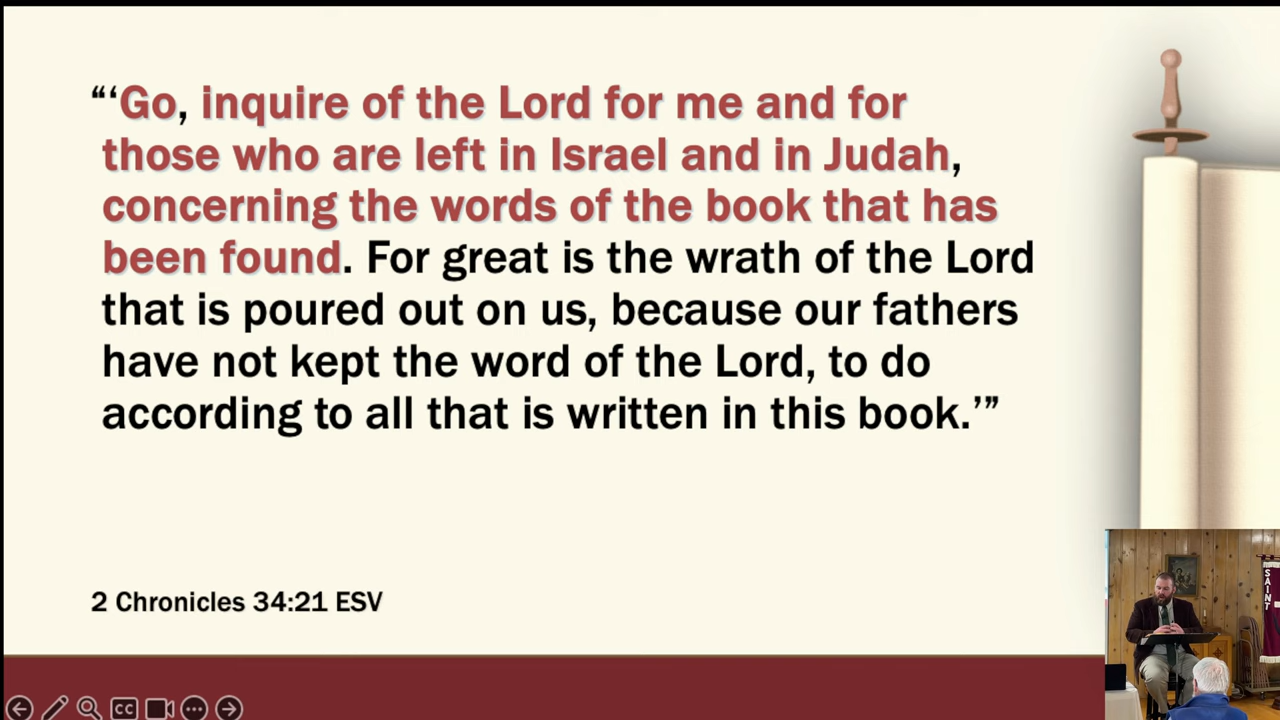 “‘Go, inquire of the Lord for me and for
those who are left in Israel and in Judah,
concerning the words of the book that has
been found. For great is the wrath of the Lord
that is poured out on us, because our fathers
have not kept the word of the Lord, to do
according to all that is written in this book.’”
2 Chronicles 34:21 ESV
SAINT
CC